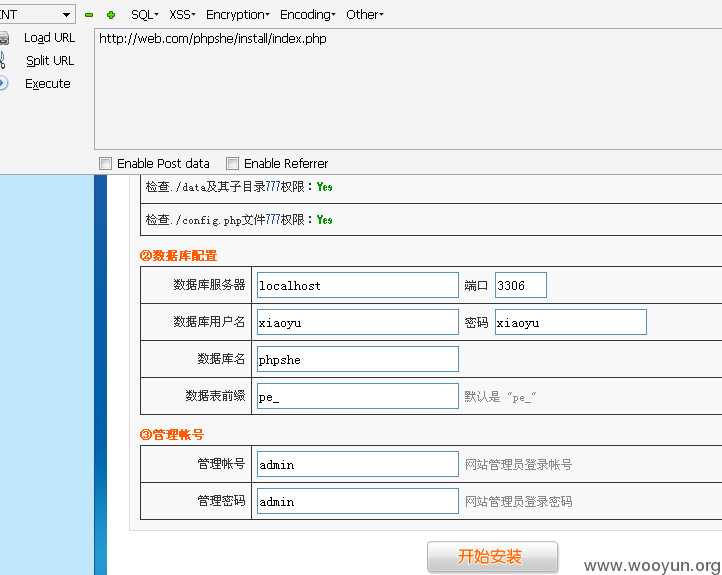 INT SQL▾ XSS▾ Encryption▾ Encoding▾ Other▾
Load URL
Split URL
Execute
http://web.com/phpshe/install/index.php
Enable Post data Enable Referrer
检查./data及其子目录777权限：Yes
检查./config.php文件777权限：Yes
②数据库配置
数据库服务器 localhost 端口 3306
数据库用户名 xiaoyu 密码 xiaoyu
数据库名 phpshe
数据表前缀 pe_ 默认是 "pe_"
③管理帐号
管理帐号 admin 网站管理员登录帐号
管理密码 admin 网站管理员登录密码
开始安装
www.wooyun.org